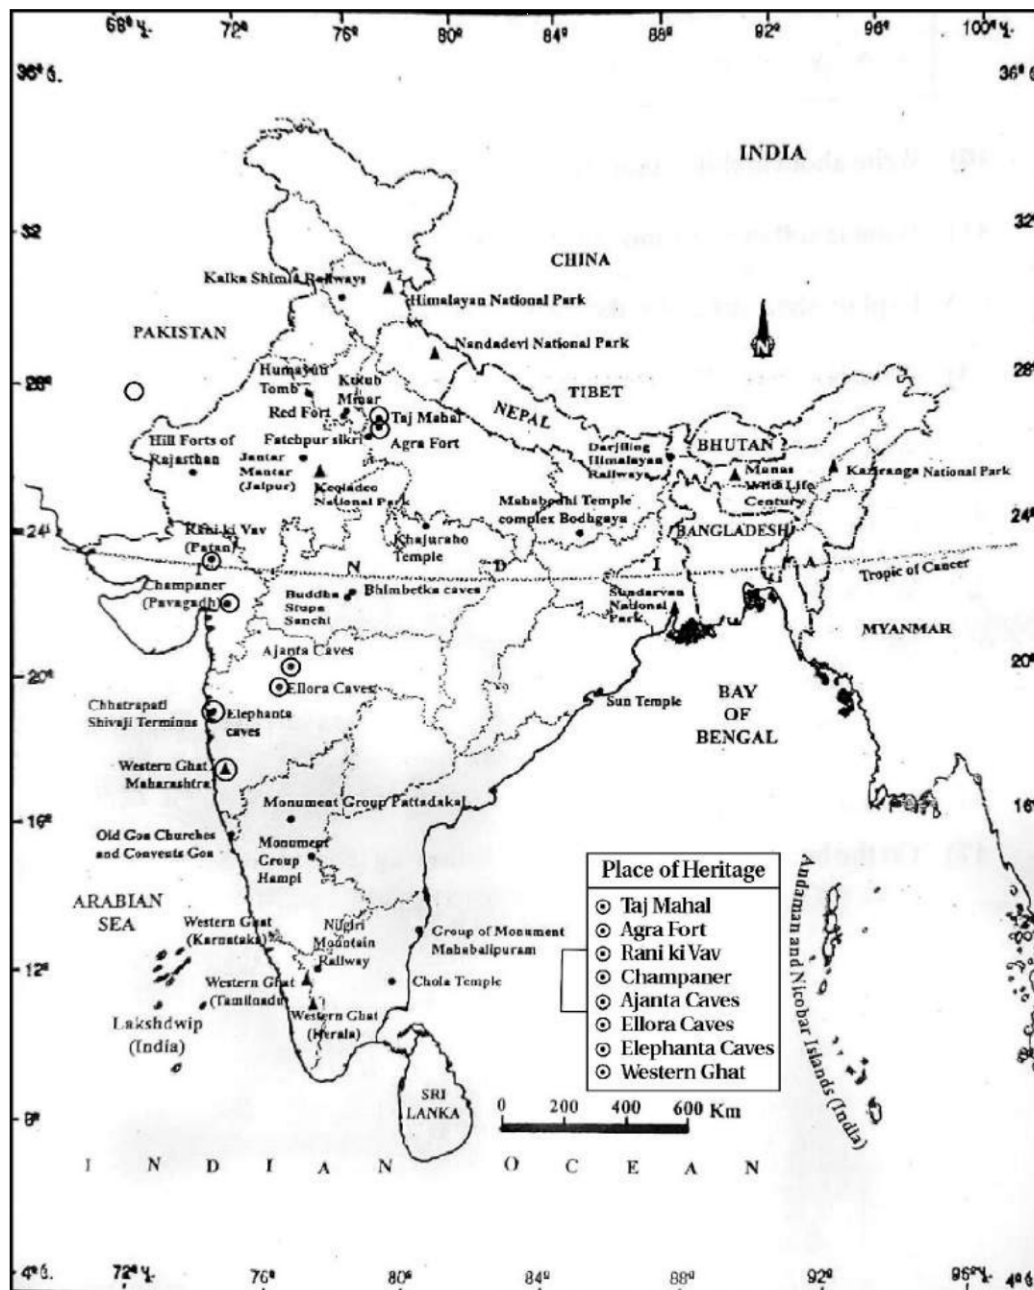 68° पू.
72°
76°
80°
84°
88°
92°
96°
100° पू.
36° उ.
36° उ.
INDIA
32
32°
CHINA
Kalka Shimla Railways
Himalayan National Park
PAKISTAN
Nandadevi National Park
N
28°
28°
Humayun
Tomb
Kutub
Minar
TIBET
NEPAL
Red Fort
Taj Mahal
BHUTAN
Hill Forts of
Rajasthan
Fatehpur sikri
Agra Fort
Jantar
Mantar
(Jaipur)
Keoladeo
National Park
Darjiling
Himalayan
Railways
Manas
Wild Life
Century
Kaziranga National Park
Mahabodhi Temple
complex Bodhgaya
24°
24°
Rani ki Vav
(Patan)
Khajuraho
Temple
BANGLADESH
I N D I A
Tropic of Cancer
Champaner
(Pavagadh)
Buddha
Stupa
Sanchi
Bhimbetka caves
Sundarvan
National
Park
MYANMAR
Ajanta Caves
20°
20°
Ellora Caves
Sun Temple
BAY
OF
BENGAL
Chhatrapati
Shivaji Terminus
Elephanta
caves
Western Ghat
Maharashtra
Monument Group Pattadakal
16°
16°
Old Goa Churches
and Convents Goa
Monument
Group
Hampi
ARABIAN
SEA
Western Ghat
(Karnataka)
Nilgiri
Mountain
Railway
Group of Monument
Mahabalipuram
12°
12°
Western Ghat
(Tamilnadu)
Chola Temple
Western Ghat
(Herala)
Lakshdwip
(India)
SRI
LANKA
Place of Heritage
Taj Mahal
Agra Fort
Rani ki Vav
Champaner
Ajanta Caves
Ellora Caves
Elephanta Caves
Western Ghat
Andaman and Nicobar Islands (India)
0 200 400 600 Km
8°
8°
I N D I A N O C E A N
4° उ.
72° पू.
76°
80°
84°
88°
92°
96° पू.
4° उ.